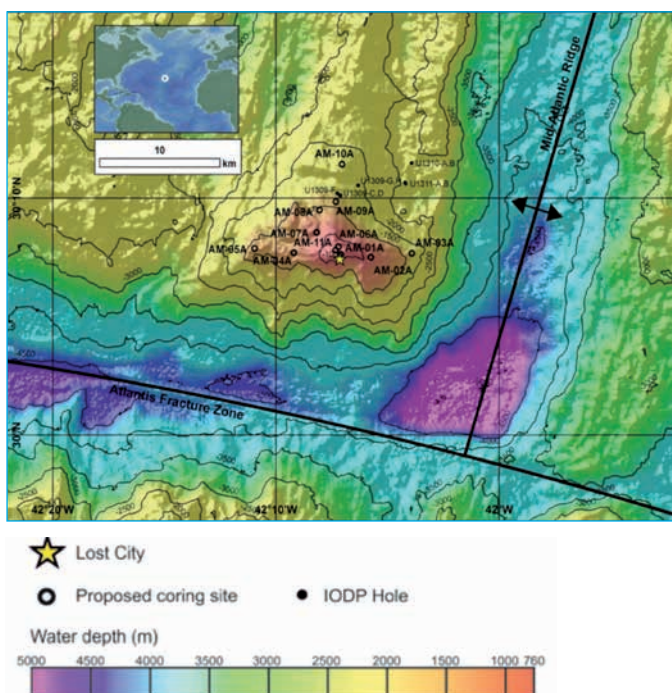 10
km
Mid-Atlantic Ridge
AM-10A
U1310-A,B
U1311-A,B
AM-08A
AM-09A
AM-07A
AM-06A
AM-05A
AM-11A
AM-01A
AM-03A
AM-04A
AM-02A
30°10'N
-3000
-4500
Atlantis Fracture Zone
30°N
42°20'W
42°10'W
42°W
Lost City
Proposed coring site
IODP Hole
Water depth (m)
5000 4500 4000 3500 3000 2500 2000 1500 1000 760